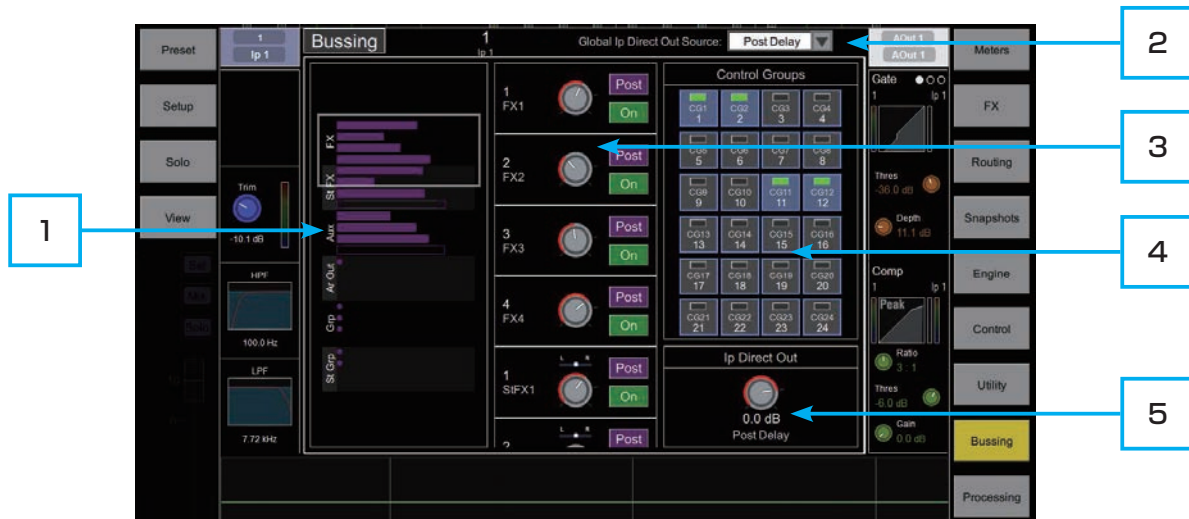 Preset
Setup
Solo
View
1
Ip 1
Trim
-10.1 dB
HPF
100.0 Hz
LPF
7.72 kHz
Bussing
1
Ip 1
Global Ip Direct Out Source:
Post Delay
FX
St FX
Aux
Ar Out
Grp
St Grp
1
FX1
Post
On
2
FX2
Post
On
3
FX3
Post
On
4
FX4
Post
On
1
StFX1
L R
Post
On
2
L R
Post
Control Groups
CG1 CG2 CG3 CG4
1 2 3 4
CG5 CG6 CG7 CG8
5 6 7 8
CG9 CG10 CG11 CG12
9 10 11 12
CG13 CG14 CG15 CG16
13 14 15 16
CG17 CG18 CG19 CG20
17 18 19 20
CG21 CG22 CG23 CG24
21 22 23 24
Ip Direct Out
0.0 dB
Post Delay
AOut 1
AOut 1
Gate
1 Ip 1
Thres
-36.0 dB
Depth
11.1 dB
Comp
1 Ip 1
Peak
Ratio
3 : 1
Thres
-6.0 dB
Gain
0.0 dB
Meters
FX
Routing
Snapshots
Engine
Control
Utility
Bussing
Processing
1
2
3
4
5